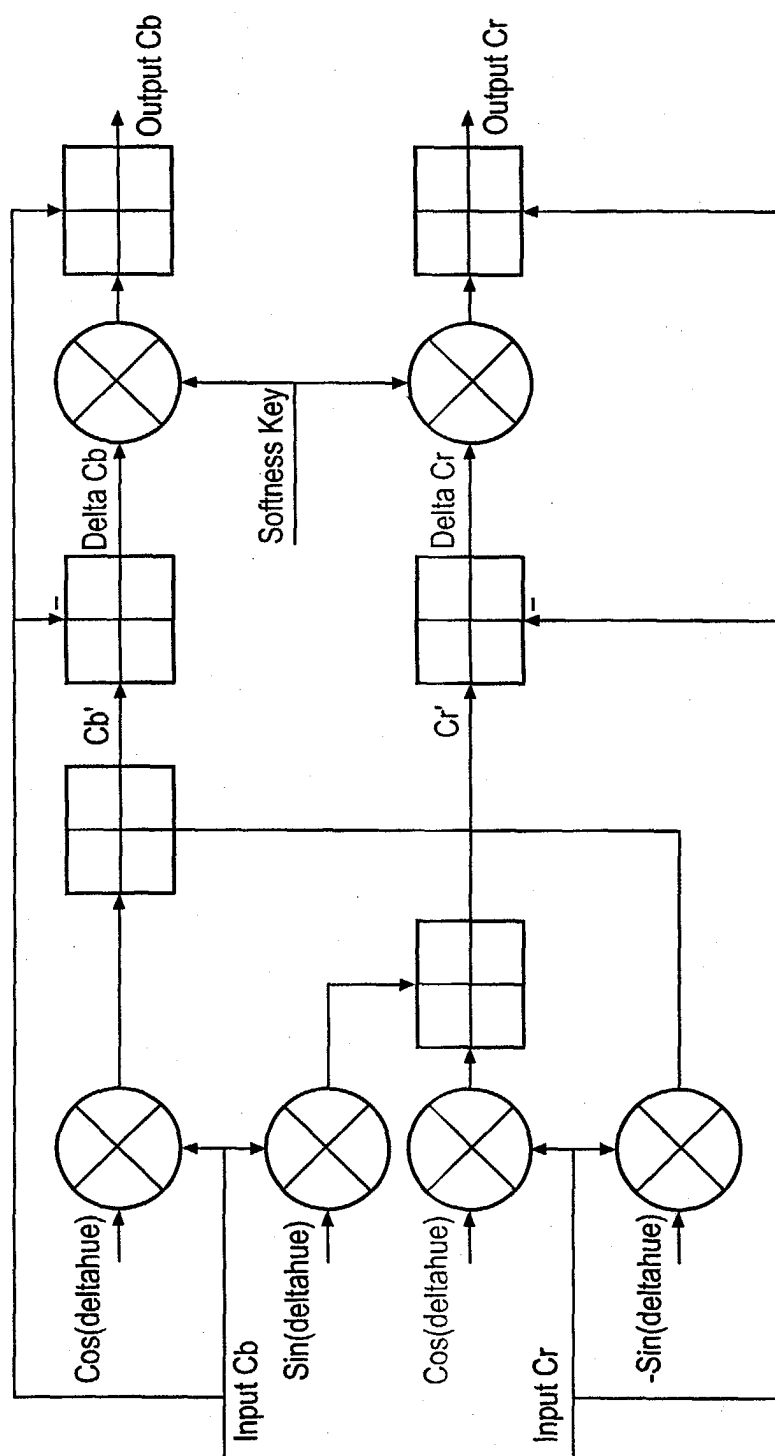 Output Cb
Output Cr
Delta Cb
Softness Key
Delta Cr
-
-
Cb'
Cr'
Cos(deltahue)
Input Cb
Sin(deltahue)
Cos(deltahue)
Input Cr
-Sin(deltahue)